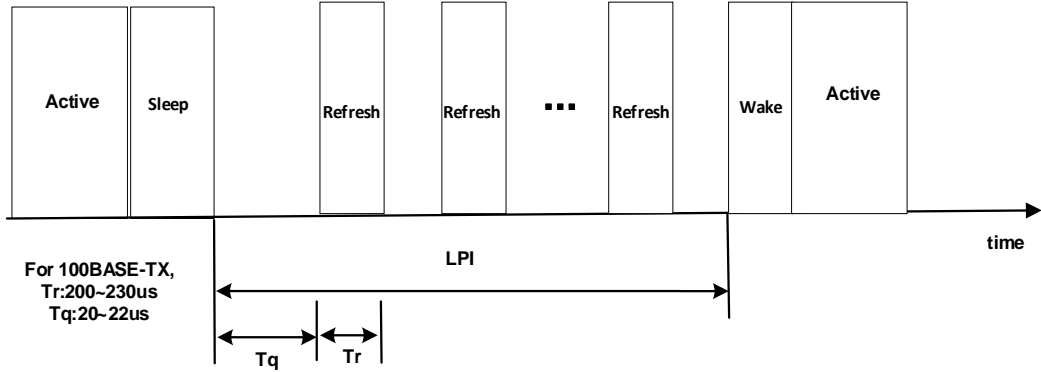 Active
Sleep
Refresh
Refresh
...
Refresh
Wake
Active
time
LPI
For 100BASE-TX,
Tr:200~230us
Tq:20~22us
Tq
Tr